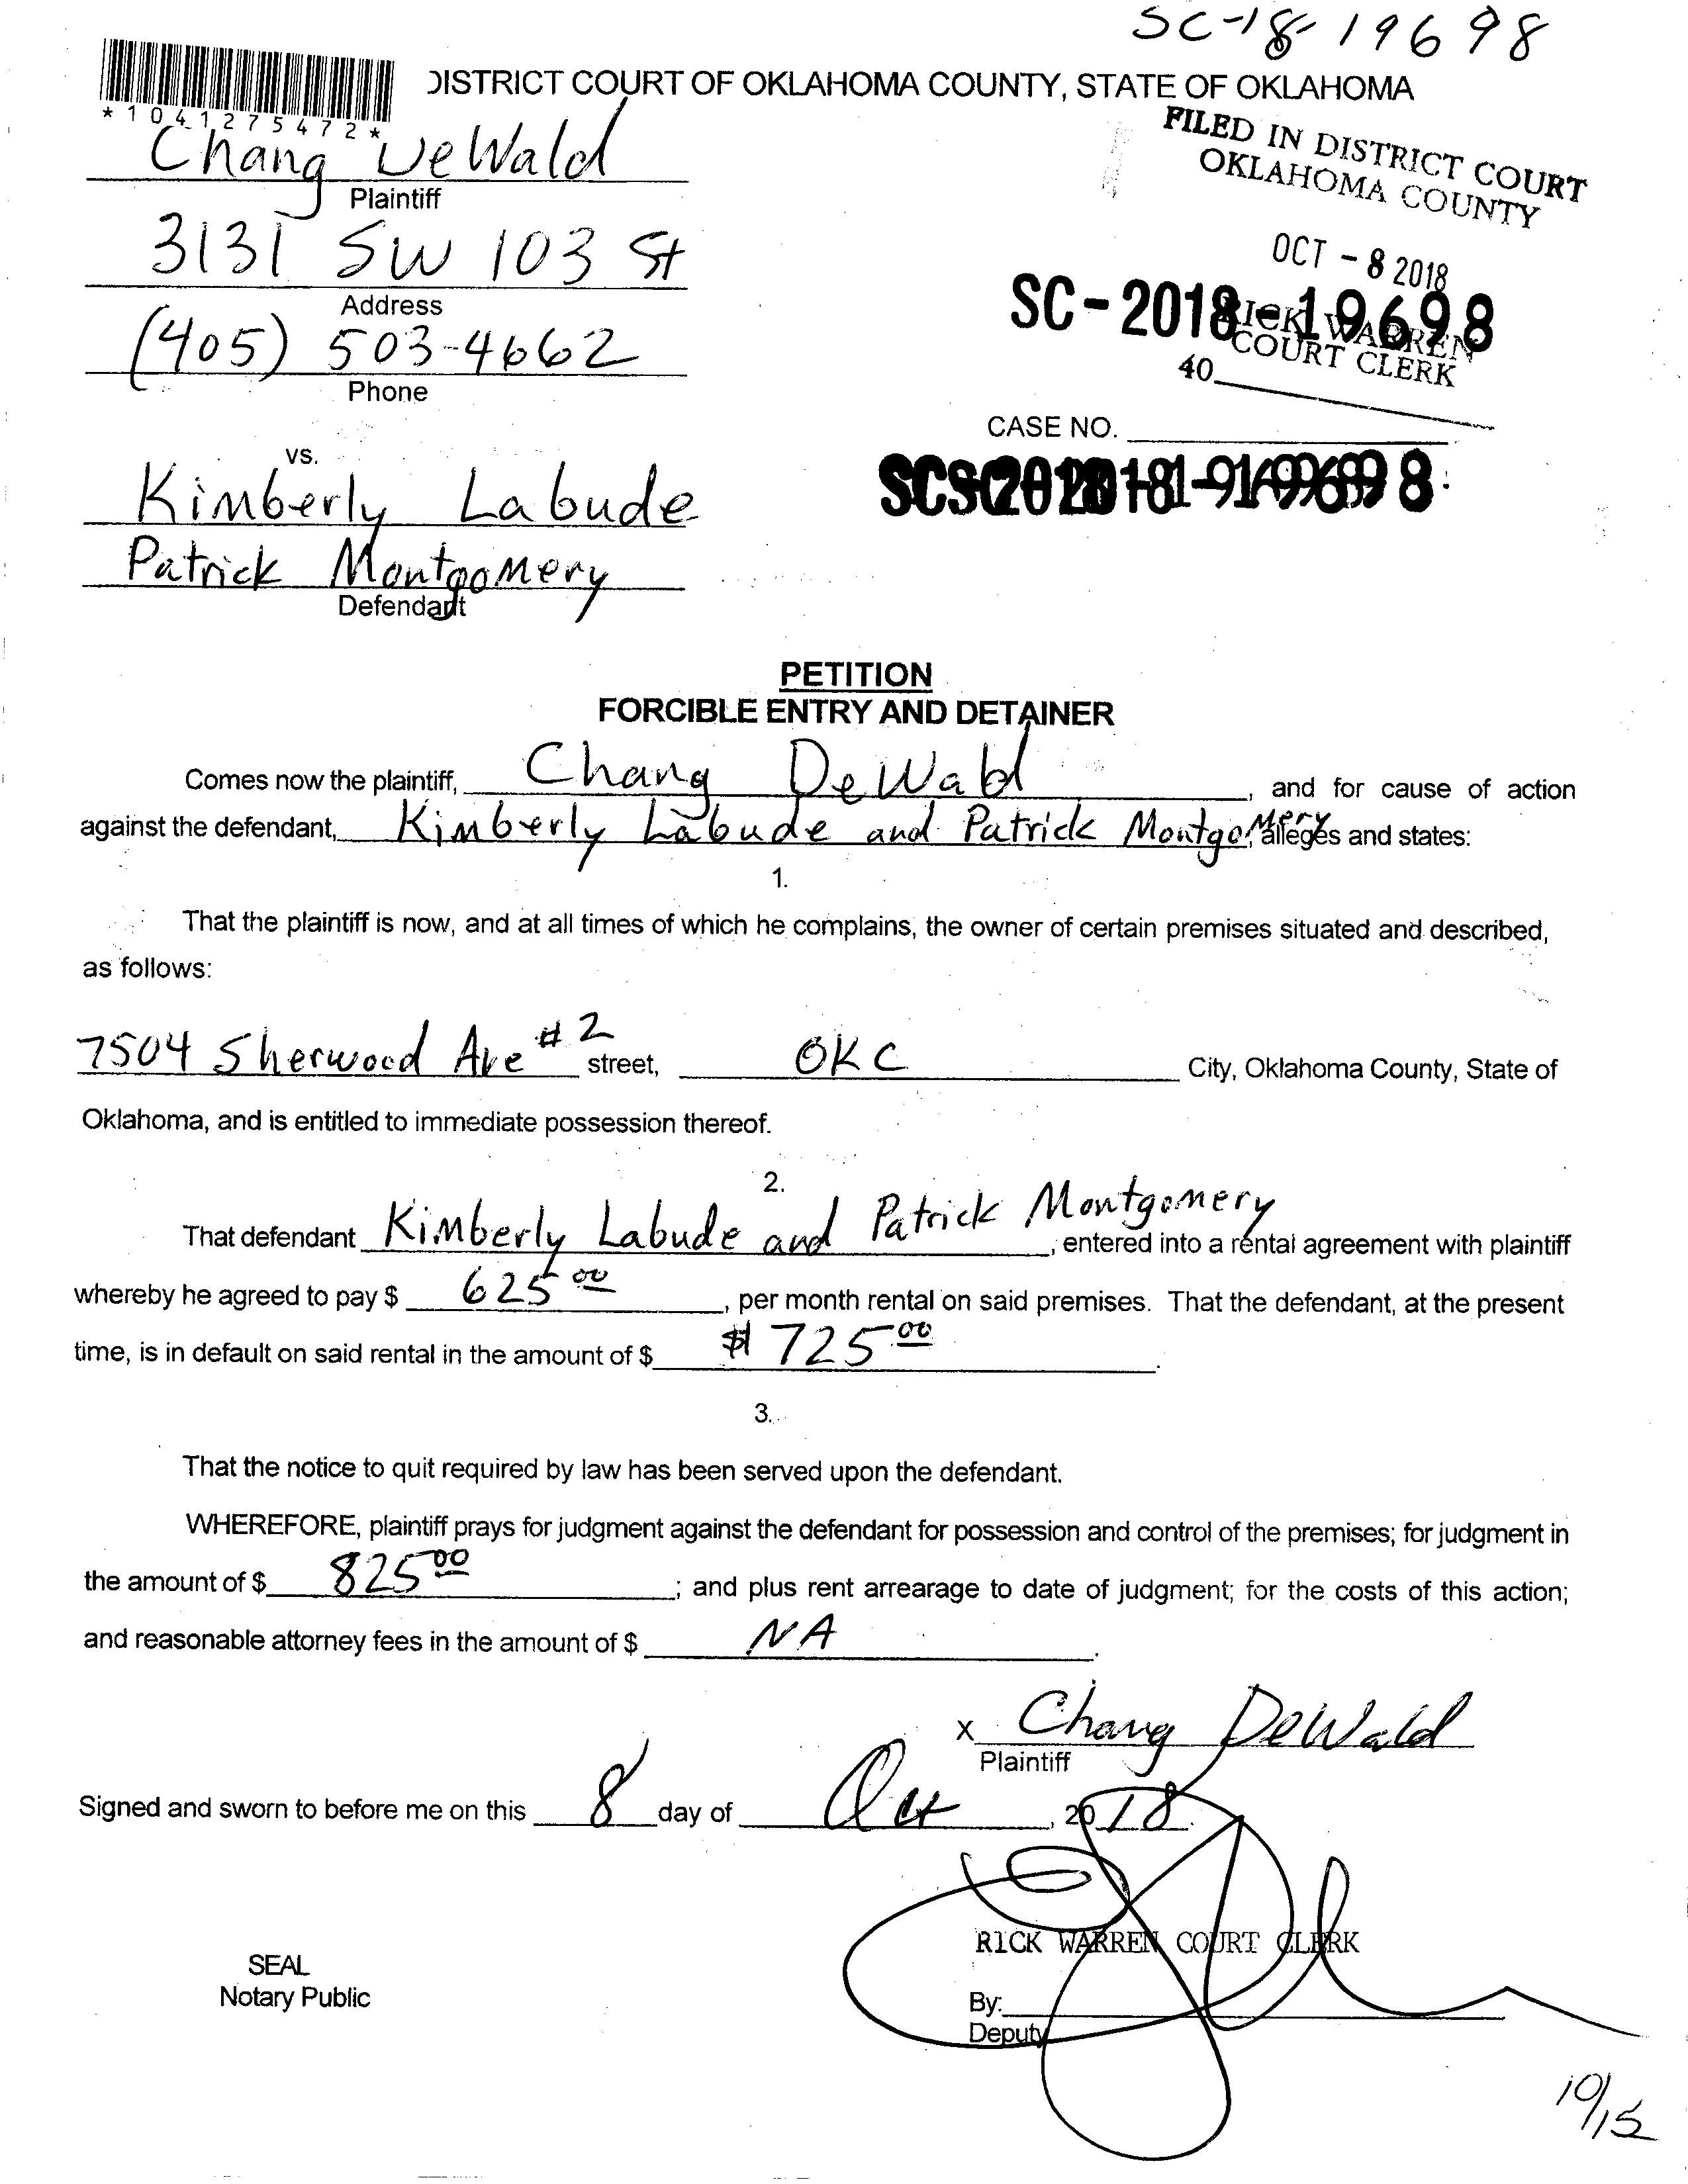 SC-18-19698
DISTRICT COURT OF OKLAHOMA COUNTY, STATE OF OKLAHOMA
*1041275472*
FILED IN DISTRICT COURT
OKLAHOMA COUNTY
Chang DeWald
Plaintiff
3131 SW 103 St
Address
OCT - 8 2018
SC-2018-19698
RICK WARREN
COURT CLERK
40
(405) 503-4662
Phone
CASE NO.
vs.
Kimberly Labude
Patrick Montgomery
Defendant
PETITION
FORCIBLE ENTRY AND DETAINER
Comes now the plaintiff, Chang DeWald, and for cause of action
against the defendant, Kimberly Labude and Patrick Montgomery, alleges and states:
1.
That the plaintiff is now, and at all times of which he complains, the owner of certain premises situated and described,
as follows:
7504 Sherwood Ave #2 street, OKC City, Oklahoma County, State of
Oklahoma, and is entitled to immediate possession thereof.
2.
That defendant Kimberly Labude and Patrick Montgomery, entered into a rental agreement with plaintiff
whereby he agreed to pay $ 625 00, per month rental on said premises. That the defendant, at the present
time, is in default on said rental in the amount of $ $ 725 00.
3.
That the notice to quit required by law has been served upon the defendant.
WHEREFORE, plaintiff prays for judgment against the defendant for possession and control of the premises; for judgment in
the amount of $ 825 00; and plus rent arrearage to date of judgment; for the costs of this action;
and reasonable attorney fees in the amount of $ NA.
x Chang DeWald
Plaintiff
Signed and sworn to before me on this 8 day of Oct, 2018.
RICK WARREN COURT CLERK
SEAL
Notary Public
By:
Deputy
10/15